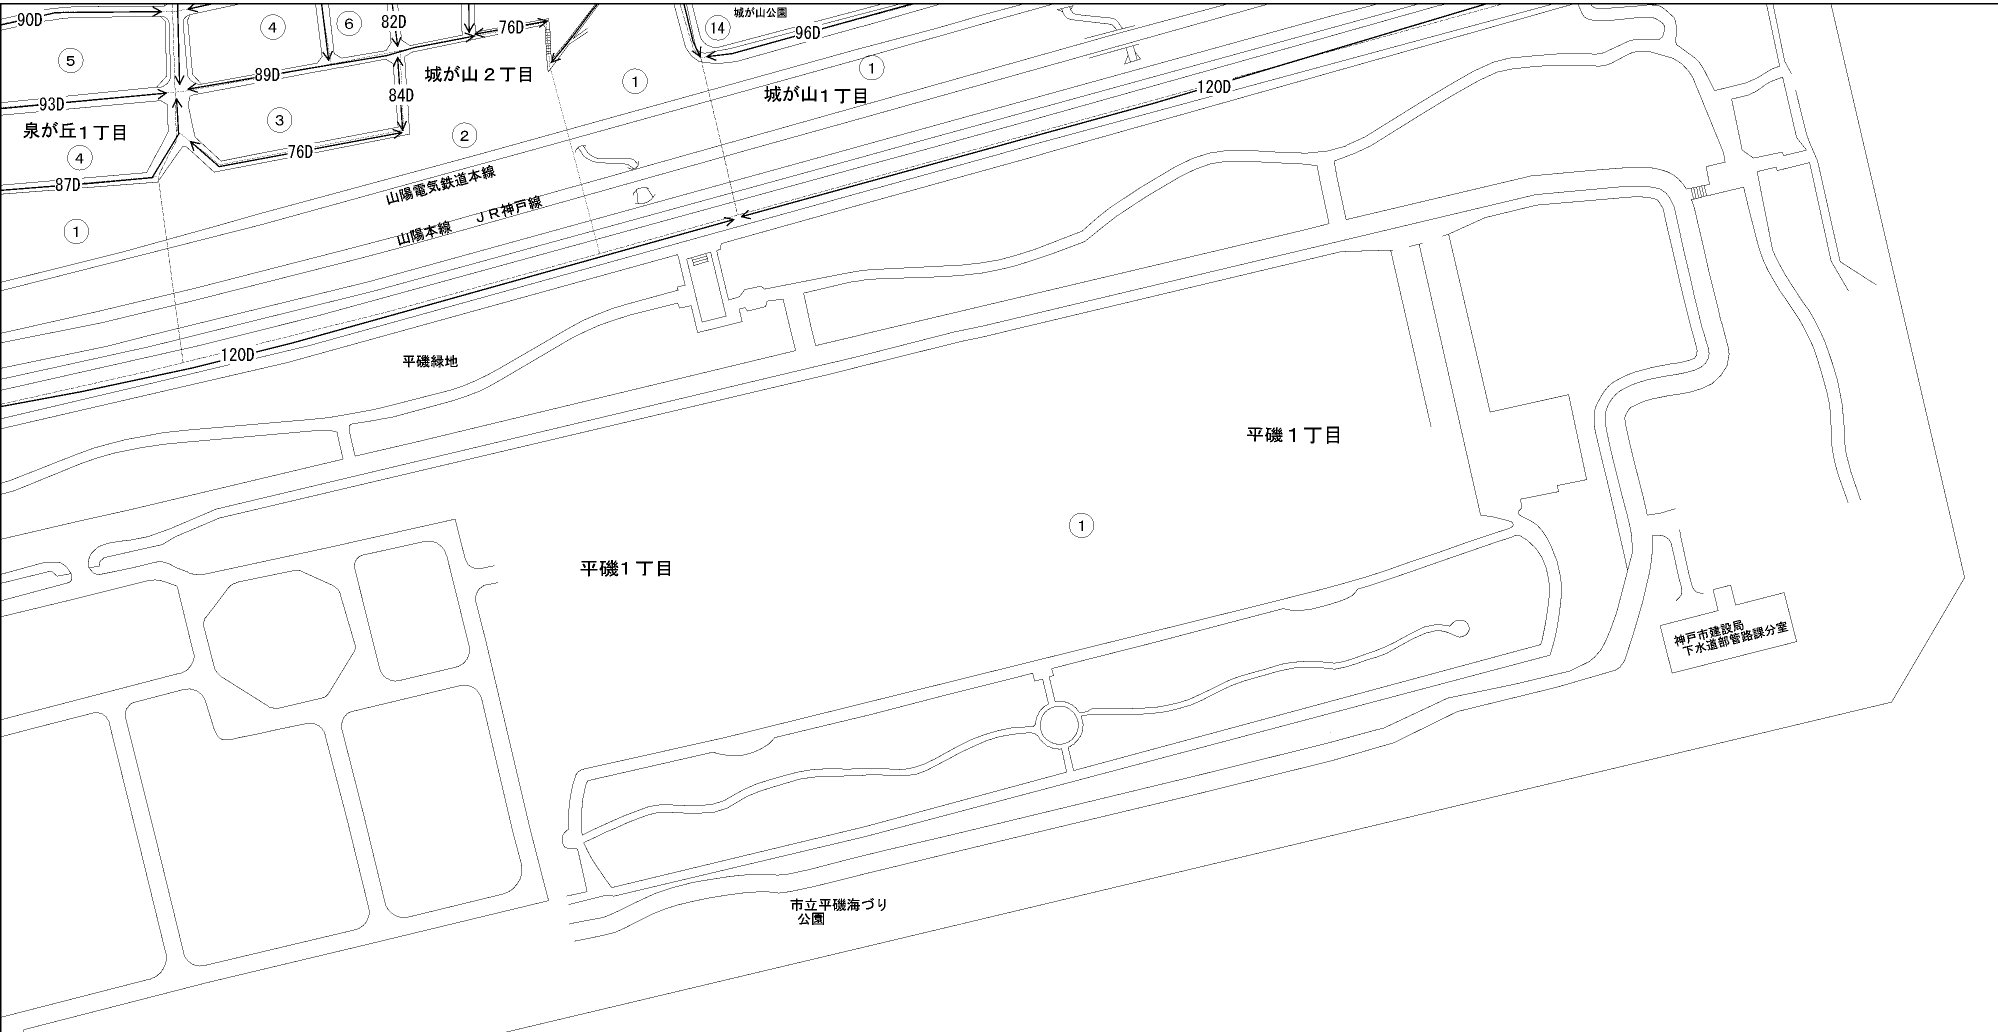 90D
④
⑥
82D
76D
城が山公園
⑭
96D
⑤
89D
城が山２丁目
①
①
84D
城が山１丁目
120D
93D
泉が丘１丁目
③
②
④
76D
87D
山陽電気鉄道本線
ＪＲ神戸線
山陽本線
①
120D
平磯緑地
平磯１丁目
①
平磯１丁目
神戸市建設局
下水道部管路課分室
市立平磯海づり
公園